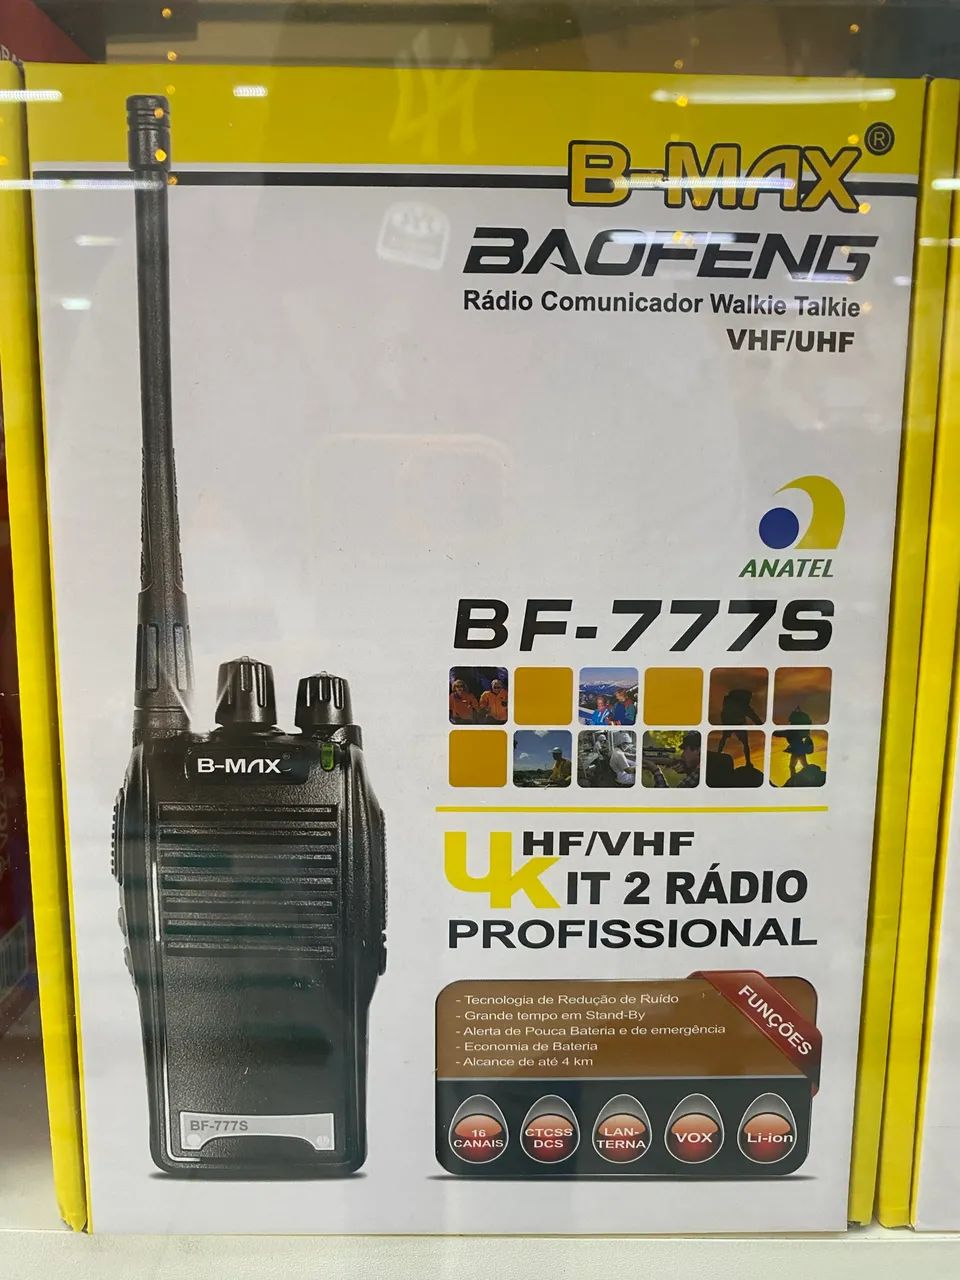 B-MAX®
BAOFENG
Rádio Comunicador Walkie Talkie
VHF/UHF
ANATEL
BF-777S
B-MAX
UHF/VHF
KIT 2 RÁDIO
PROFISSIONAL
FUNÇÕES
- Tecnologia de Redução de Ruído
- Grande tempo em Stand-By
- Alerta de Pouca Bateria e de emergência
- Economia de Bateria
- Alcance de até 4 km
16
CANAIS
CTCSS
DCS
LAN-
TERNA
VOX
Li-ion
BF-777S